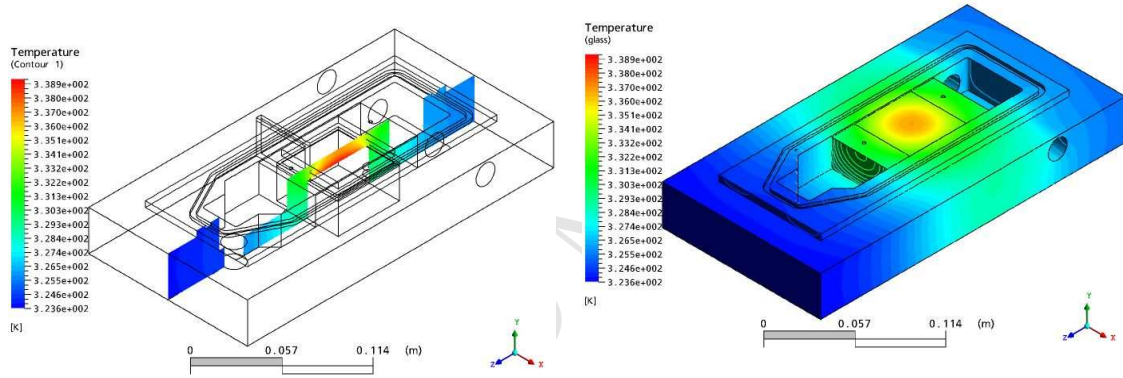 Temperature
(Contour 1)
3.389e+002
3.380e+002
3.370e+002
3.360e+002
3.351e+002
3.341e+002
3.332e+002
3.322e+002
3.313e+002
3.303e+002
3.293e+002
3.284e+002
3.274e+002
3.265e+002
3.255e+002
3.246e+002
3.236e+002
[K]
0 0.057 0.114 (m)
Y
Z X
Temperature
(glass)
3.389e+002
3.380e+002
3.370e+002
3.360e+002
3.351e+002
3.341e+002
3.332e+002
3.322e+002
3.313e+002
3.303e+002
3.293e+002
3.284e+002
3.274e+002
3.265e+002
3.255e+002
3.246e+002
3.236e+002
[K]
0 0.057 0.114 (m)
Y
Z X